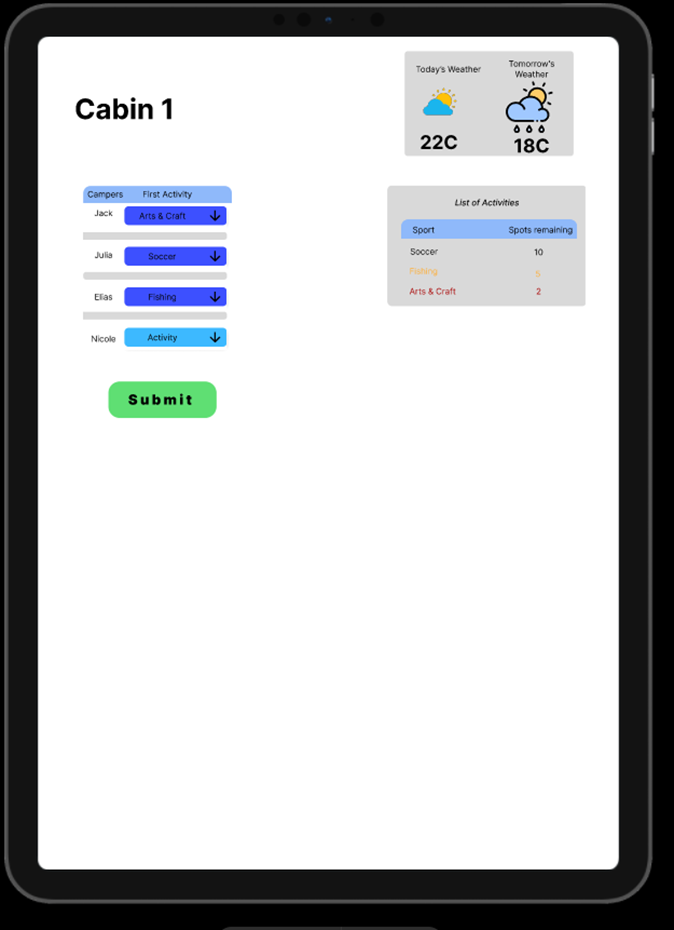 Cabin 1
Today's Weather
22C
Tomorrow's
Weather
18C
Campers First Activity
Jack Arts & Craft
Julia Soccer
Elias Fishing
Nicole Activity
Submit
List of Activities
Sport Spots remaining
Soccer 10
Fishing 5
Arts & Craft 2